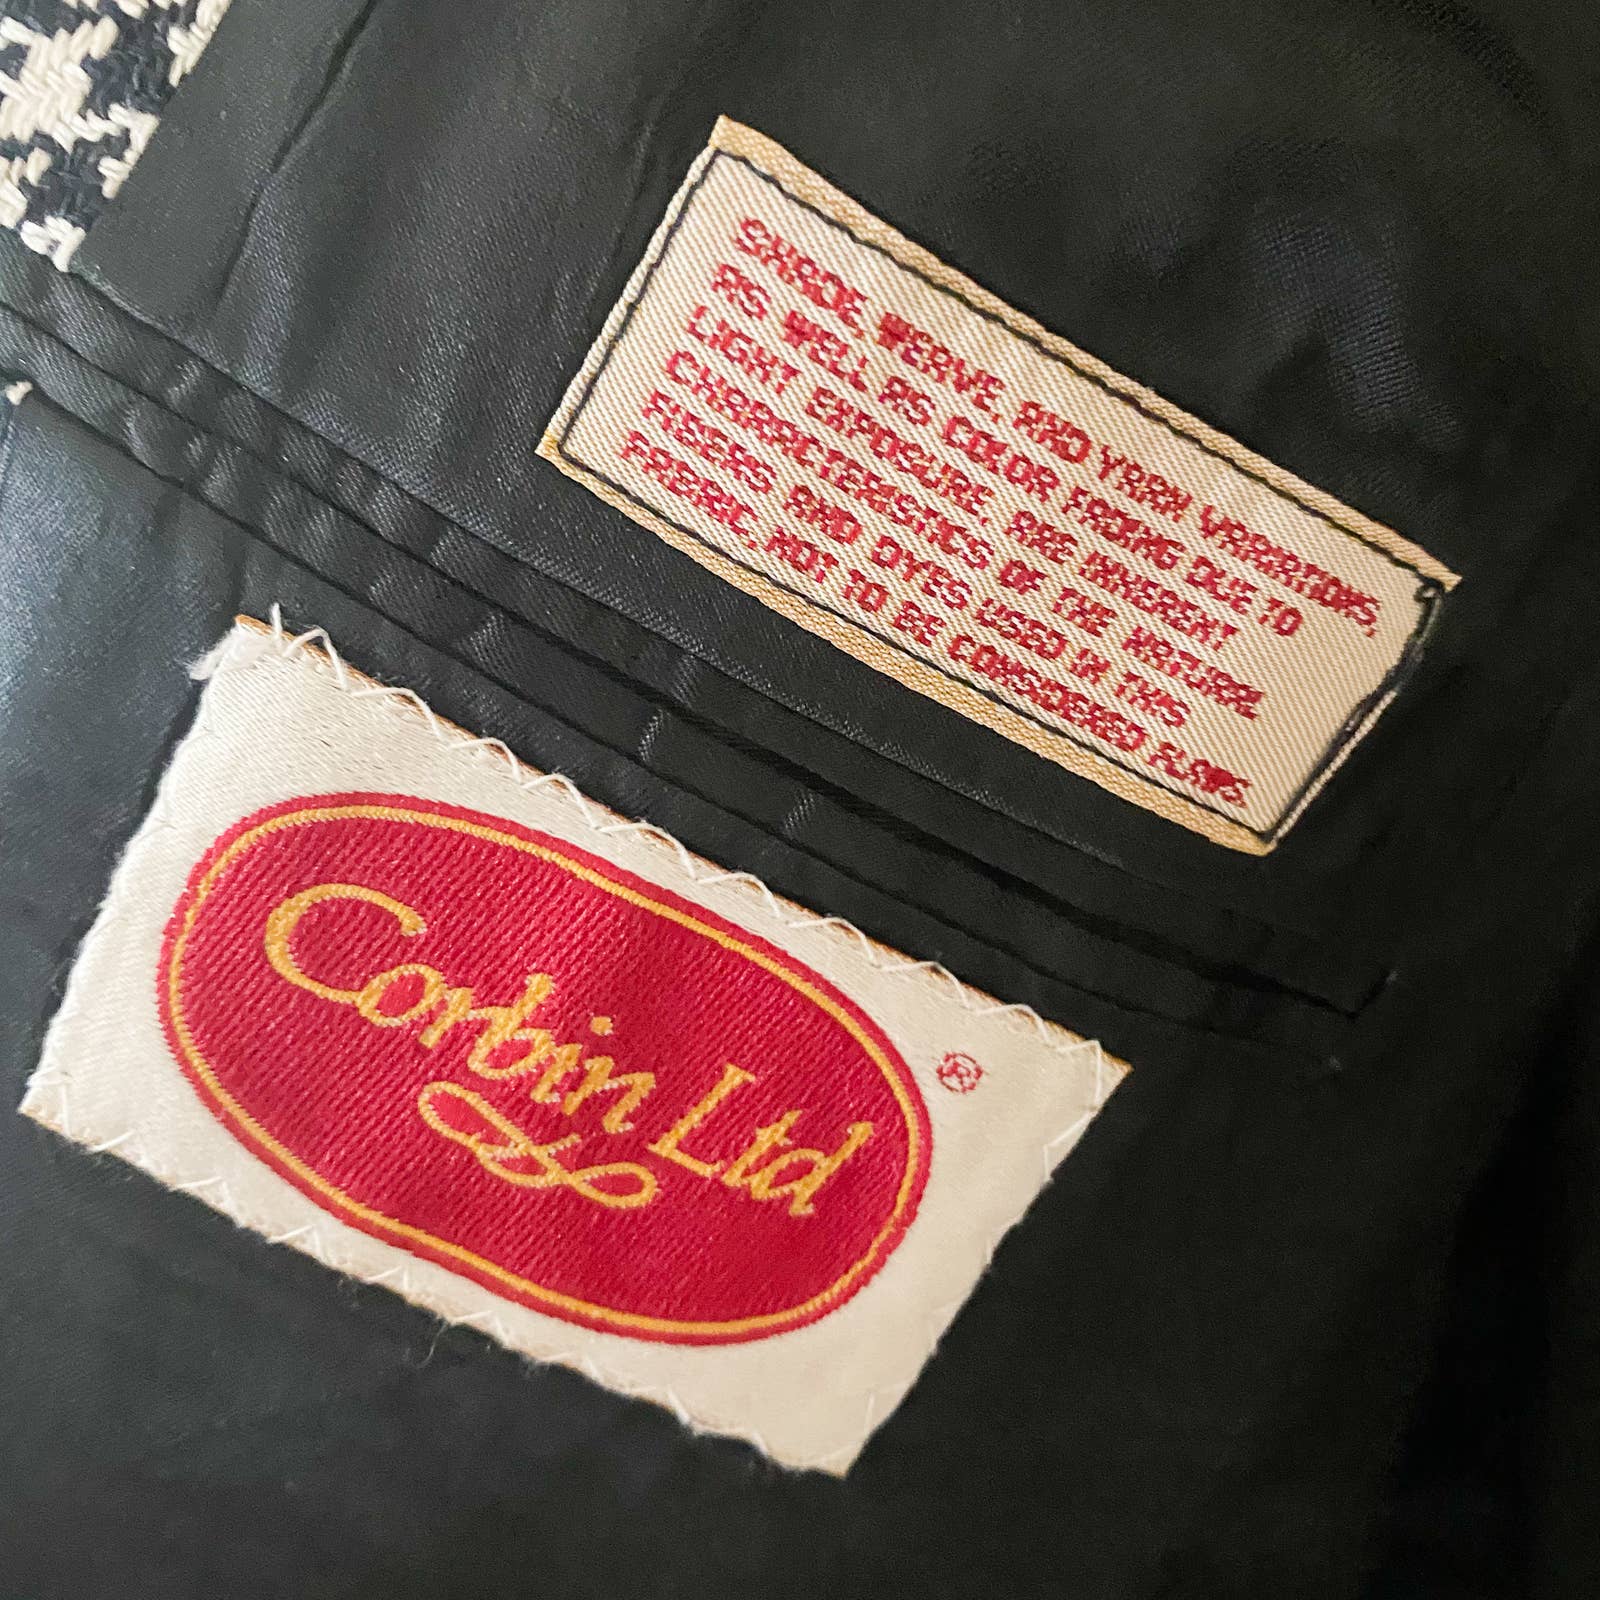 SHADE, WEAVE, AND YARN VARIATIONS,
AS WELL AS COLOR FADING DUE TO
LIGHT EXPOSURE, ARE INHERENT
CHARACTERISTICS OF THE NATURAL
FIBERS AND DYES USED IN THIS
FABRIC, NOT TO BE CONSIDERED FLAWS.
Corbin Ltd ®